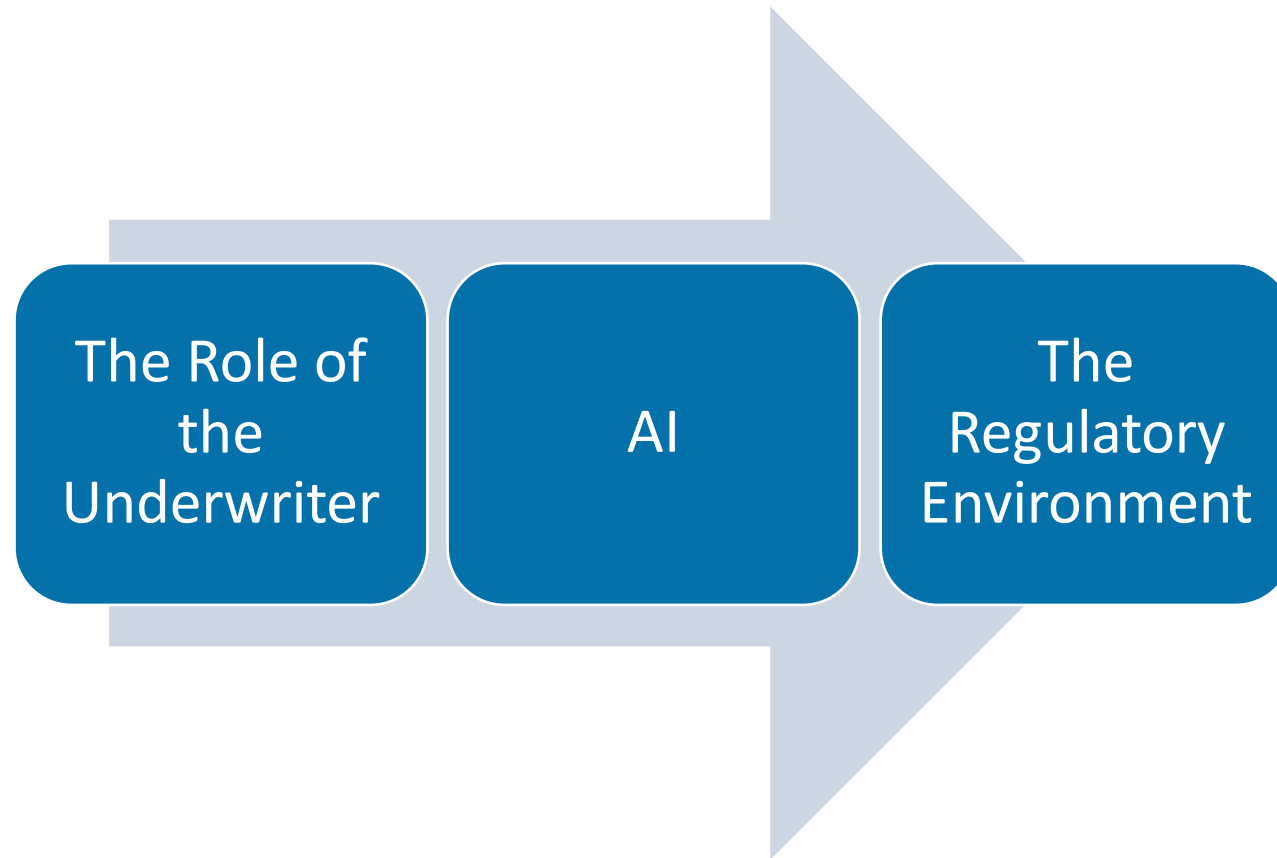 The Role of
the
Underwriter
AI
The
Regulatory
Environment